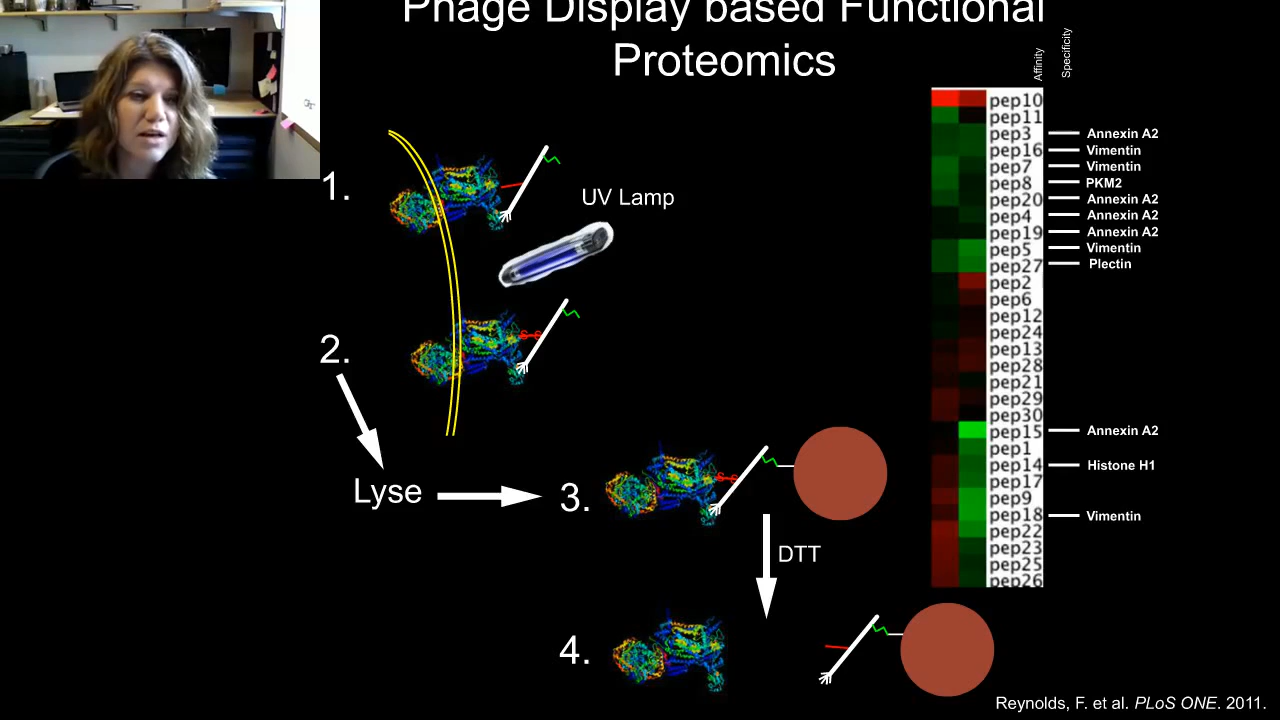 Phage Display based Functional
Proteomics
Affinity
Specificity
1.
UV Lamp
2.
S S
Lyse
3.
S S
DTT
4.
pep10
pep11
pep3 Annexin A2
pep16 Vimentin
pep7 Vimentin
pep8 PKM2
pep20 Annexin A2
pep4 Annexin A2
pep19 Annexin A2
pep5 Vimentin
pep27 Plectin
pep2
pep6
pep12
pep24
pep13
pep28
pep21
pep29
pep30
pep15 Annexin A2
pep1
pep14 Histone H1
pep17
pep9
pep18 Vimentin
pep22
pep23
pep25
pep26
Reynolds, F. et al. PLoS ONE. 2011.